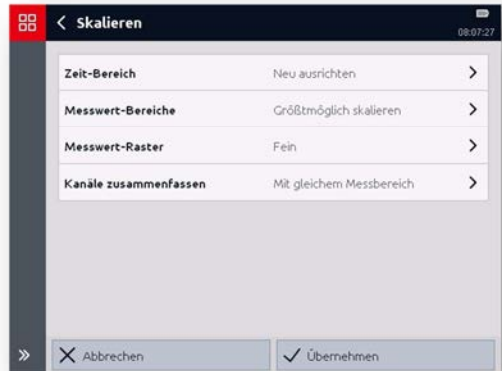 Skalieren
08:07:27
Zeit-Bereich Neu ausrichten
Messwert-Bereiche Größtmöglich skalieren
Messwert-Raster Fein
Kanäle zusammenfassen Mit gleichem Messbereich
Abbrechen Übernehmen